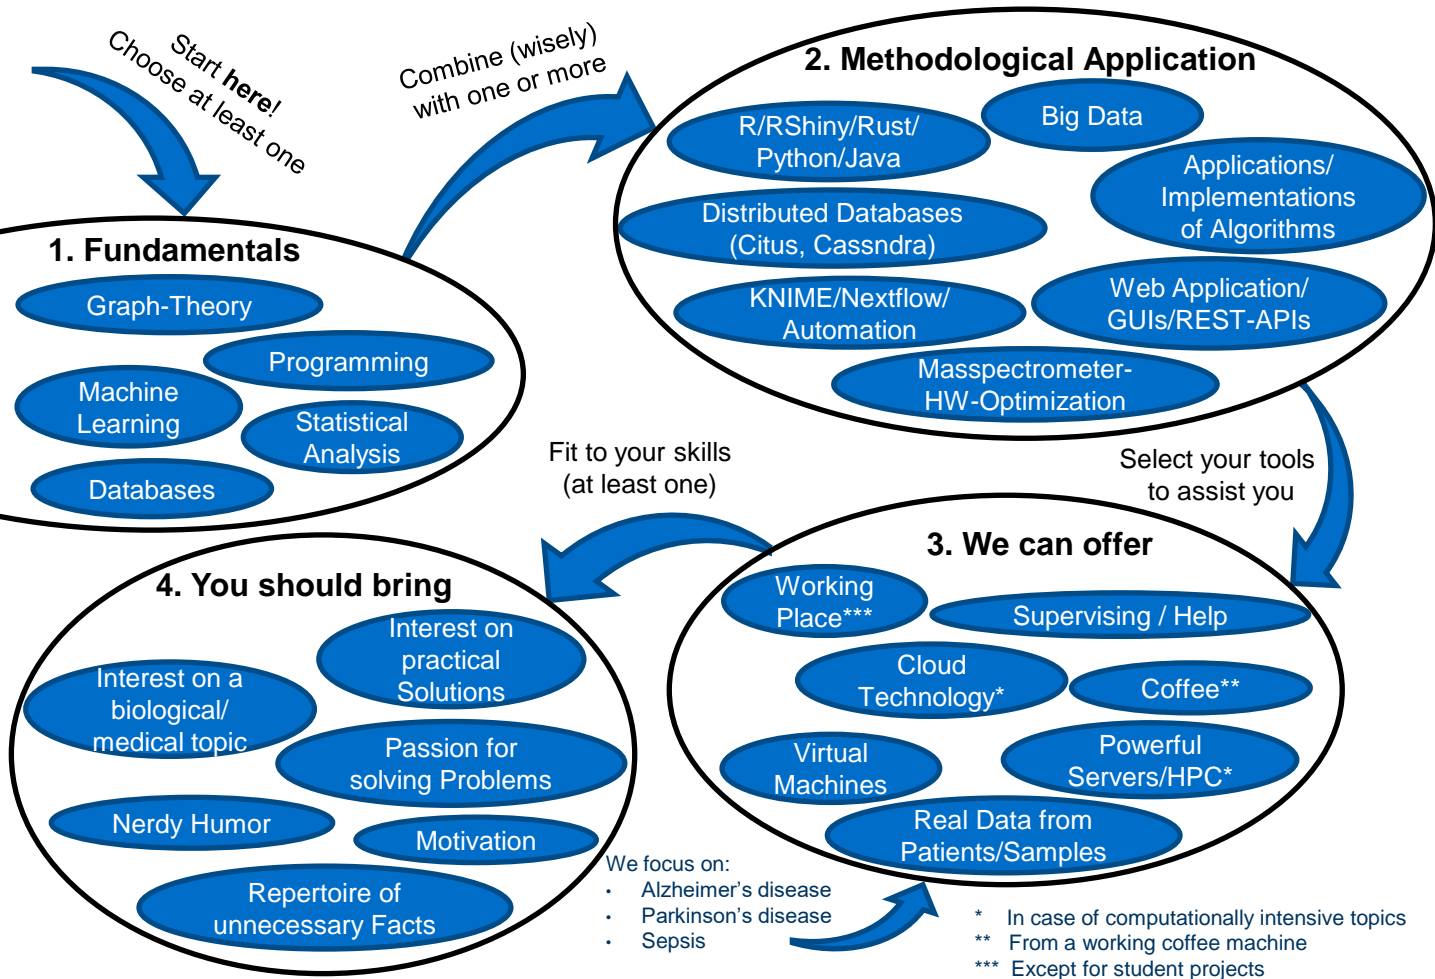 Start here!
Choose at least one
Combine (wisely)
with one or more
1. Fundamentals
Graph-Theory
Programming
Machine
Learning
Statistical
Analysis
Databases
2. Methodological Application
R/RShiny/Rust/
Python/Java
Big Data
Applications/
Implementations
of Algorithms
Distributed Databases
(Citus, Cassndra)
KNIME/Nextflow/
Automation
Web Application/
GUIs/REST-APIs
Masspectrometer-
HW-Optimization
Select your tools
to assist you
3. We can offer
Working
Place***
Supervising / Help
Cloud
Technology*
Coffee**
Virtual
Machines
Powerful
Servers/HPC*
Real Data from
Patients/Samples
Fit to your skills
(at least one)
4. You should bring
Interest on
practical
Solutions
Interest on a
biological/
medical topic
Passion for
solving Problems
Nerdy Humor
Motivation
Repertoire of
unnecessary Facts
We focus on:
• Alzheimer's disease
• Parkinson's disease
• Sepsis
* In case of computationally intensive topics
** From a working coffee machine
*** Except for student projects